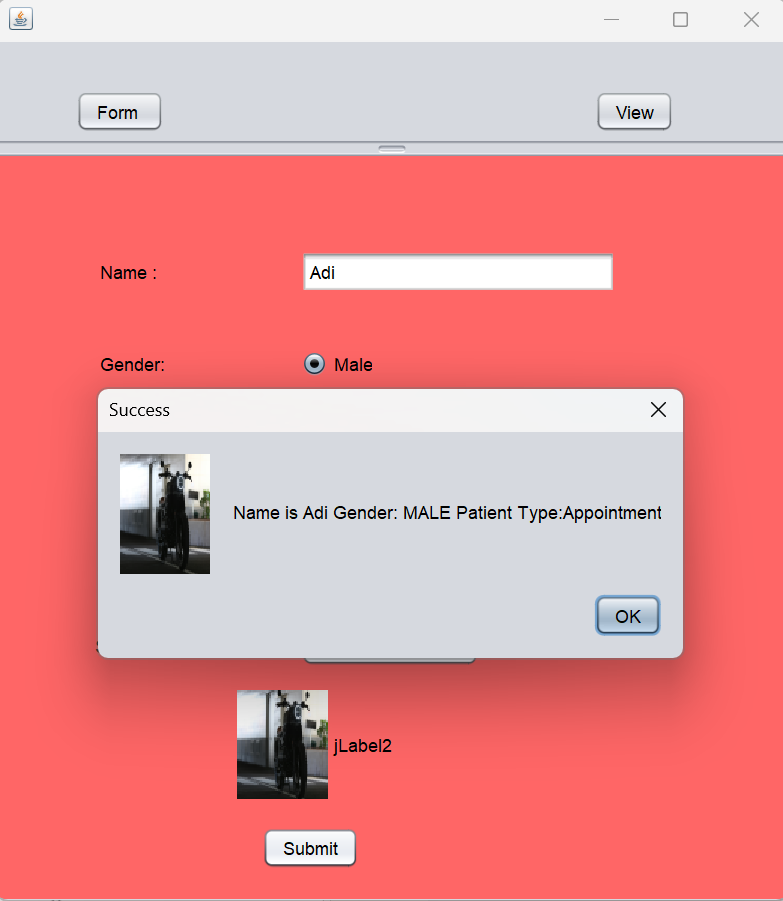 Form
View
Name :
Adi
Gender:
Male
Success
Name is Adi Gender: MALE Patient Type:Appointment
OK
jLabel2
Submit